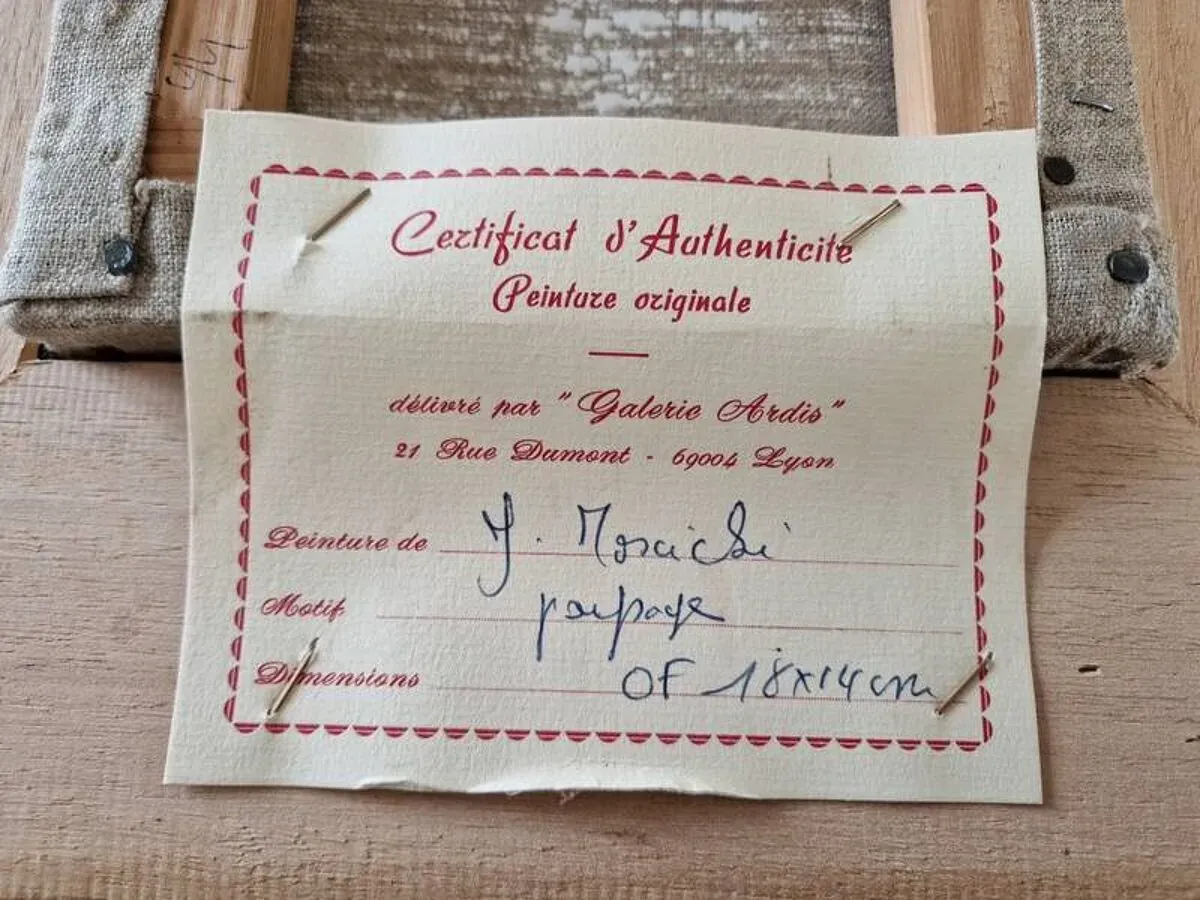 Certificat d'Authenticité
Peinture originale
délivré par "Galerie Ardis"
21 Rue Dumont - 69004 Lyon
Peinture de J.
Motif paysage
Dimensions OF 18x14cm